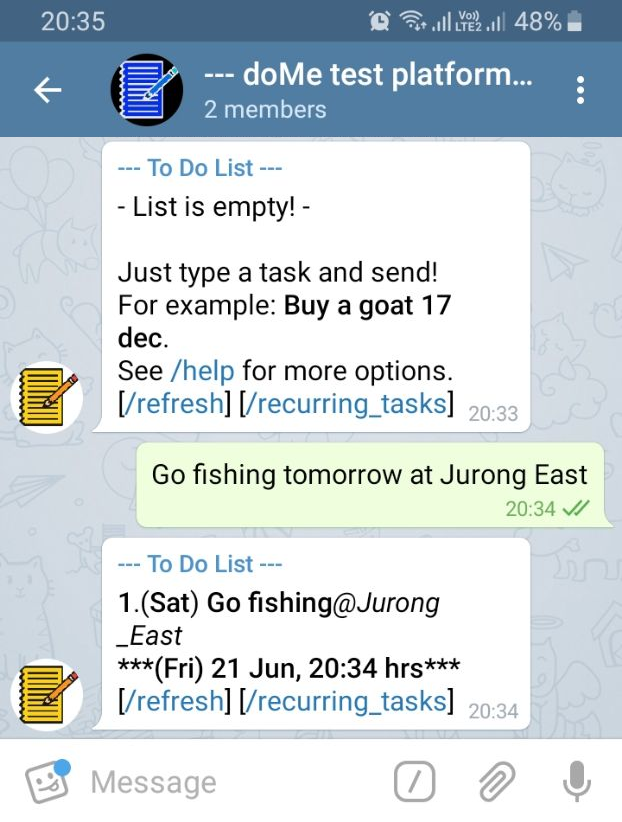 20:35
Vo)) LTE2 48%
--- doMe test platform...
2 members
--- To Do List ---
- List is empty! -
Just type a task and send!
For example: Buy a goat 17
dec.
See /help for more options.
[/refresh] [/recurring_tasks] 20:33
Go fishing tomorrow at Jurong East
20:34
--- To Do List ---
1.(Sat) Go fishing@Jurong
_East
***(Fri) 21 Jun, 20:34 hrs***
[/refresh] [/recurring_tasks] 20:34
Message